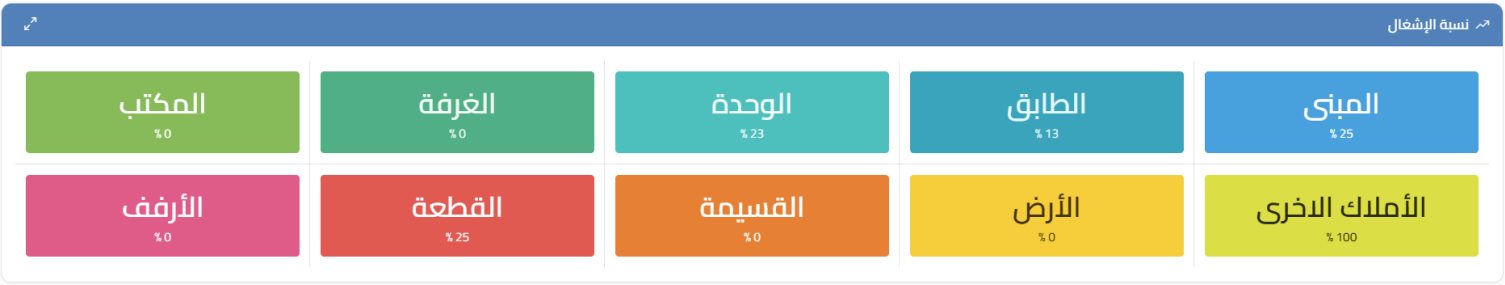 نسبة الإشغال
المبنى
25 %
الطابق
13 %
الوحدة
23 %
الغرفة
0 %
المكتب
0 %
الأملاك الاخرى
100 %
الأرض
0 %
القسيمة
0 %
القطعة
25 %
الأرفف
0 %